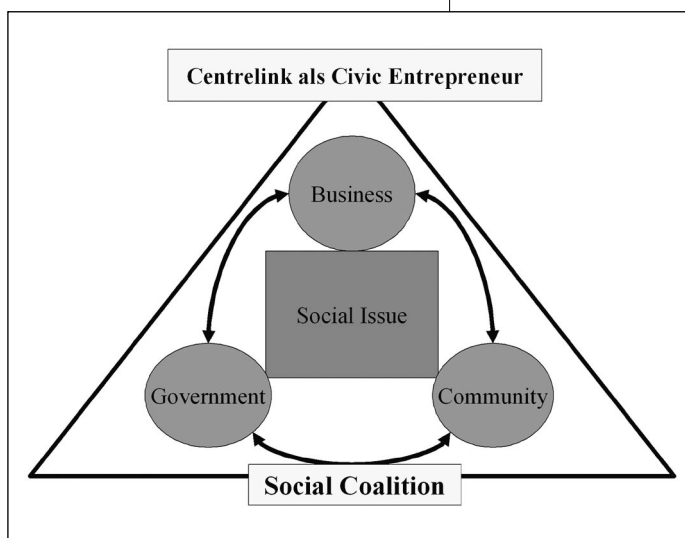 Centrelink als Civic Entrepreneur
Business
Social Issue
Government
Community
Social Coalition